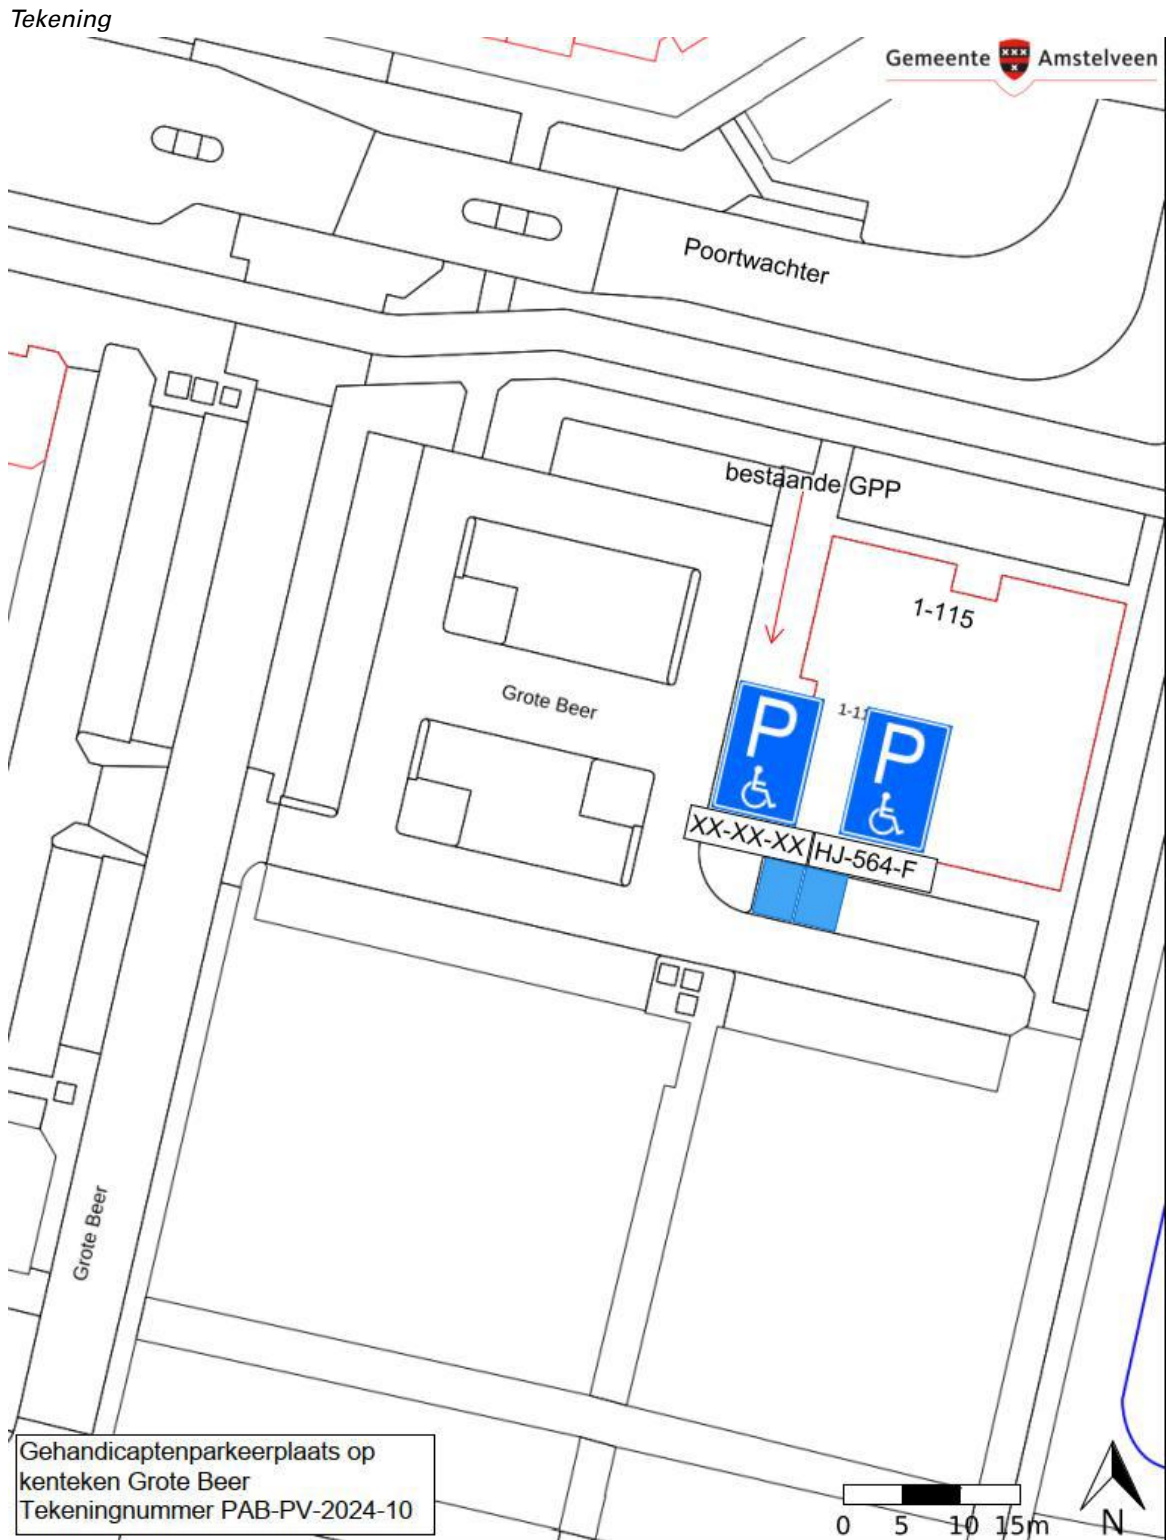 Tekening
Gemeente Amstelveen
Poortwachter
bestaande GPP
1-115
Grote Beer
P
P
XX-XX-XX
HJ-564-F
Grote Beer
Gehandicaptenparkeerplaats op
kenteken Grote Beer
Tekeningnummer PAB-PV-2024-10
0 5 10 15m
N